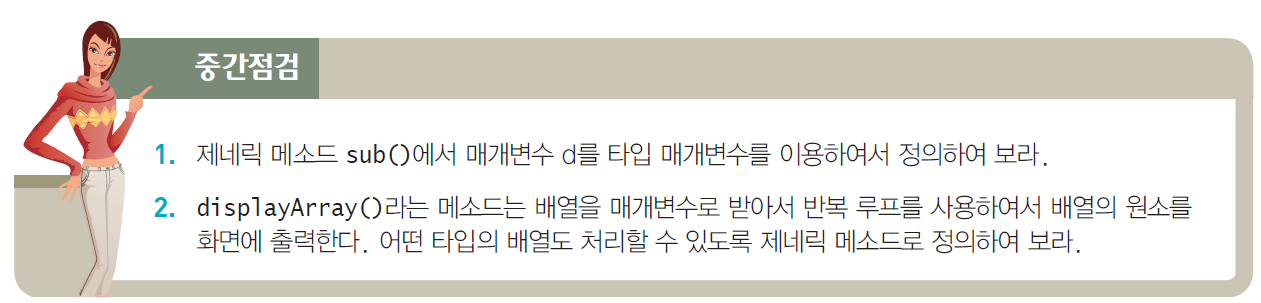 중간점검
1. 제네릭 메소드 sub()에서 매개변수 d를 타입 매개변수를 이용하여서 정의하여 보라.
2. displayArray()라는 메소드는 배열을 매개변수로 받아서 반복 루프를 사용하여서 배열의 원소를
화면에 출력한다. 어떤 타입의 배열도 처리할 수 있도록 제네릭 메소드로 정의하여 보라.